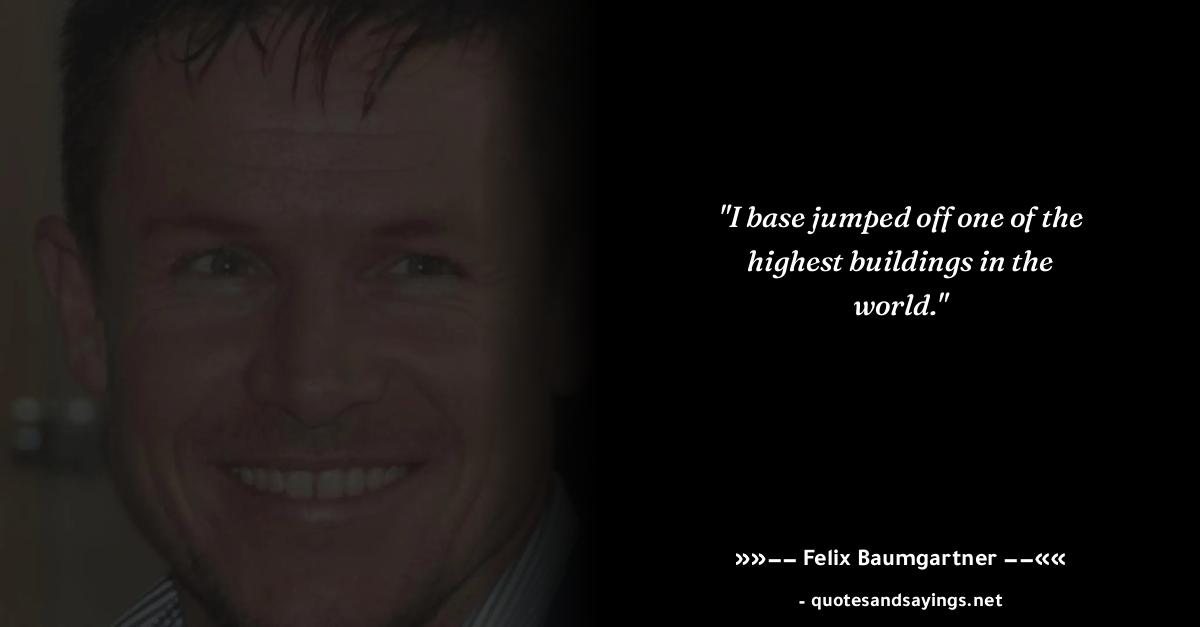 "I base jumped off one of the
highest buildings in the
world."
»»−− Felix Baumgartner −−««
- quotesandsayings.net